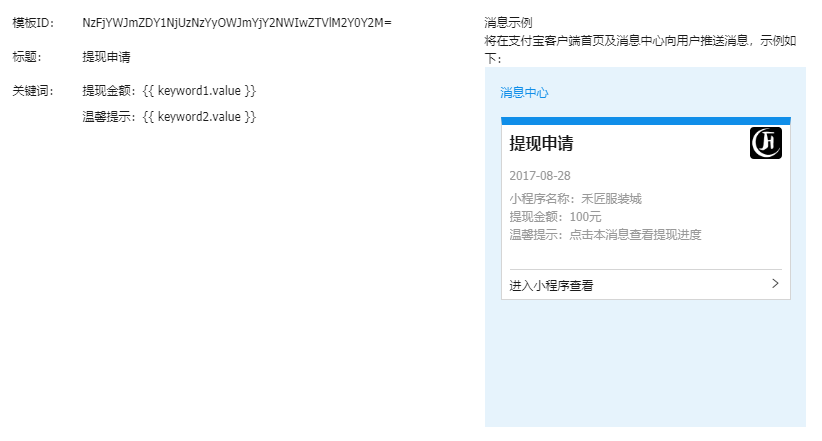 模板ID： NzFjYWJmZDY1NjUzNzYyOWJmYjY2NWIwZTVlM2Y0Y2M=
标题： 提现申请
关键词： 提现金额：{{ keyword1.value }}
温馨提示：{{ keyword2.value }}
消息示例
将在支付宝客户端首页及消息中心向用户推送消息，示例如
下：
消息中心
提现申请
2017-08-28
小程序名称：禾匠服装城
提现金额：100元
温馨提示：点击本消息查看提现进度
进入小程序查看